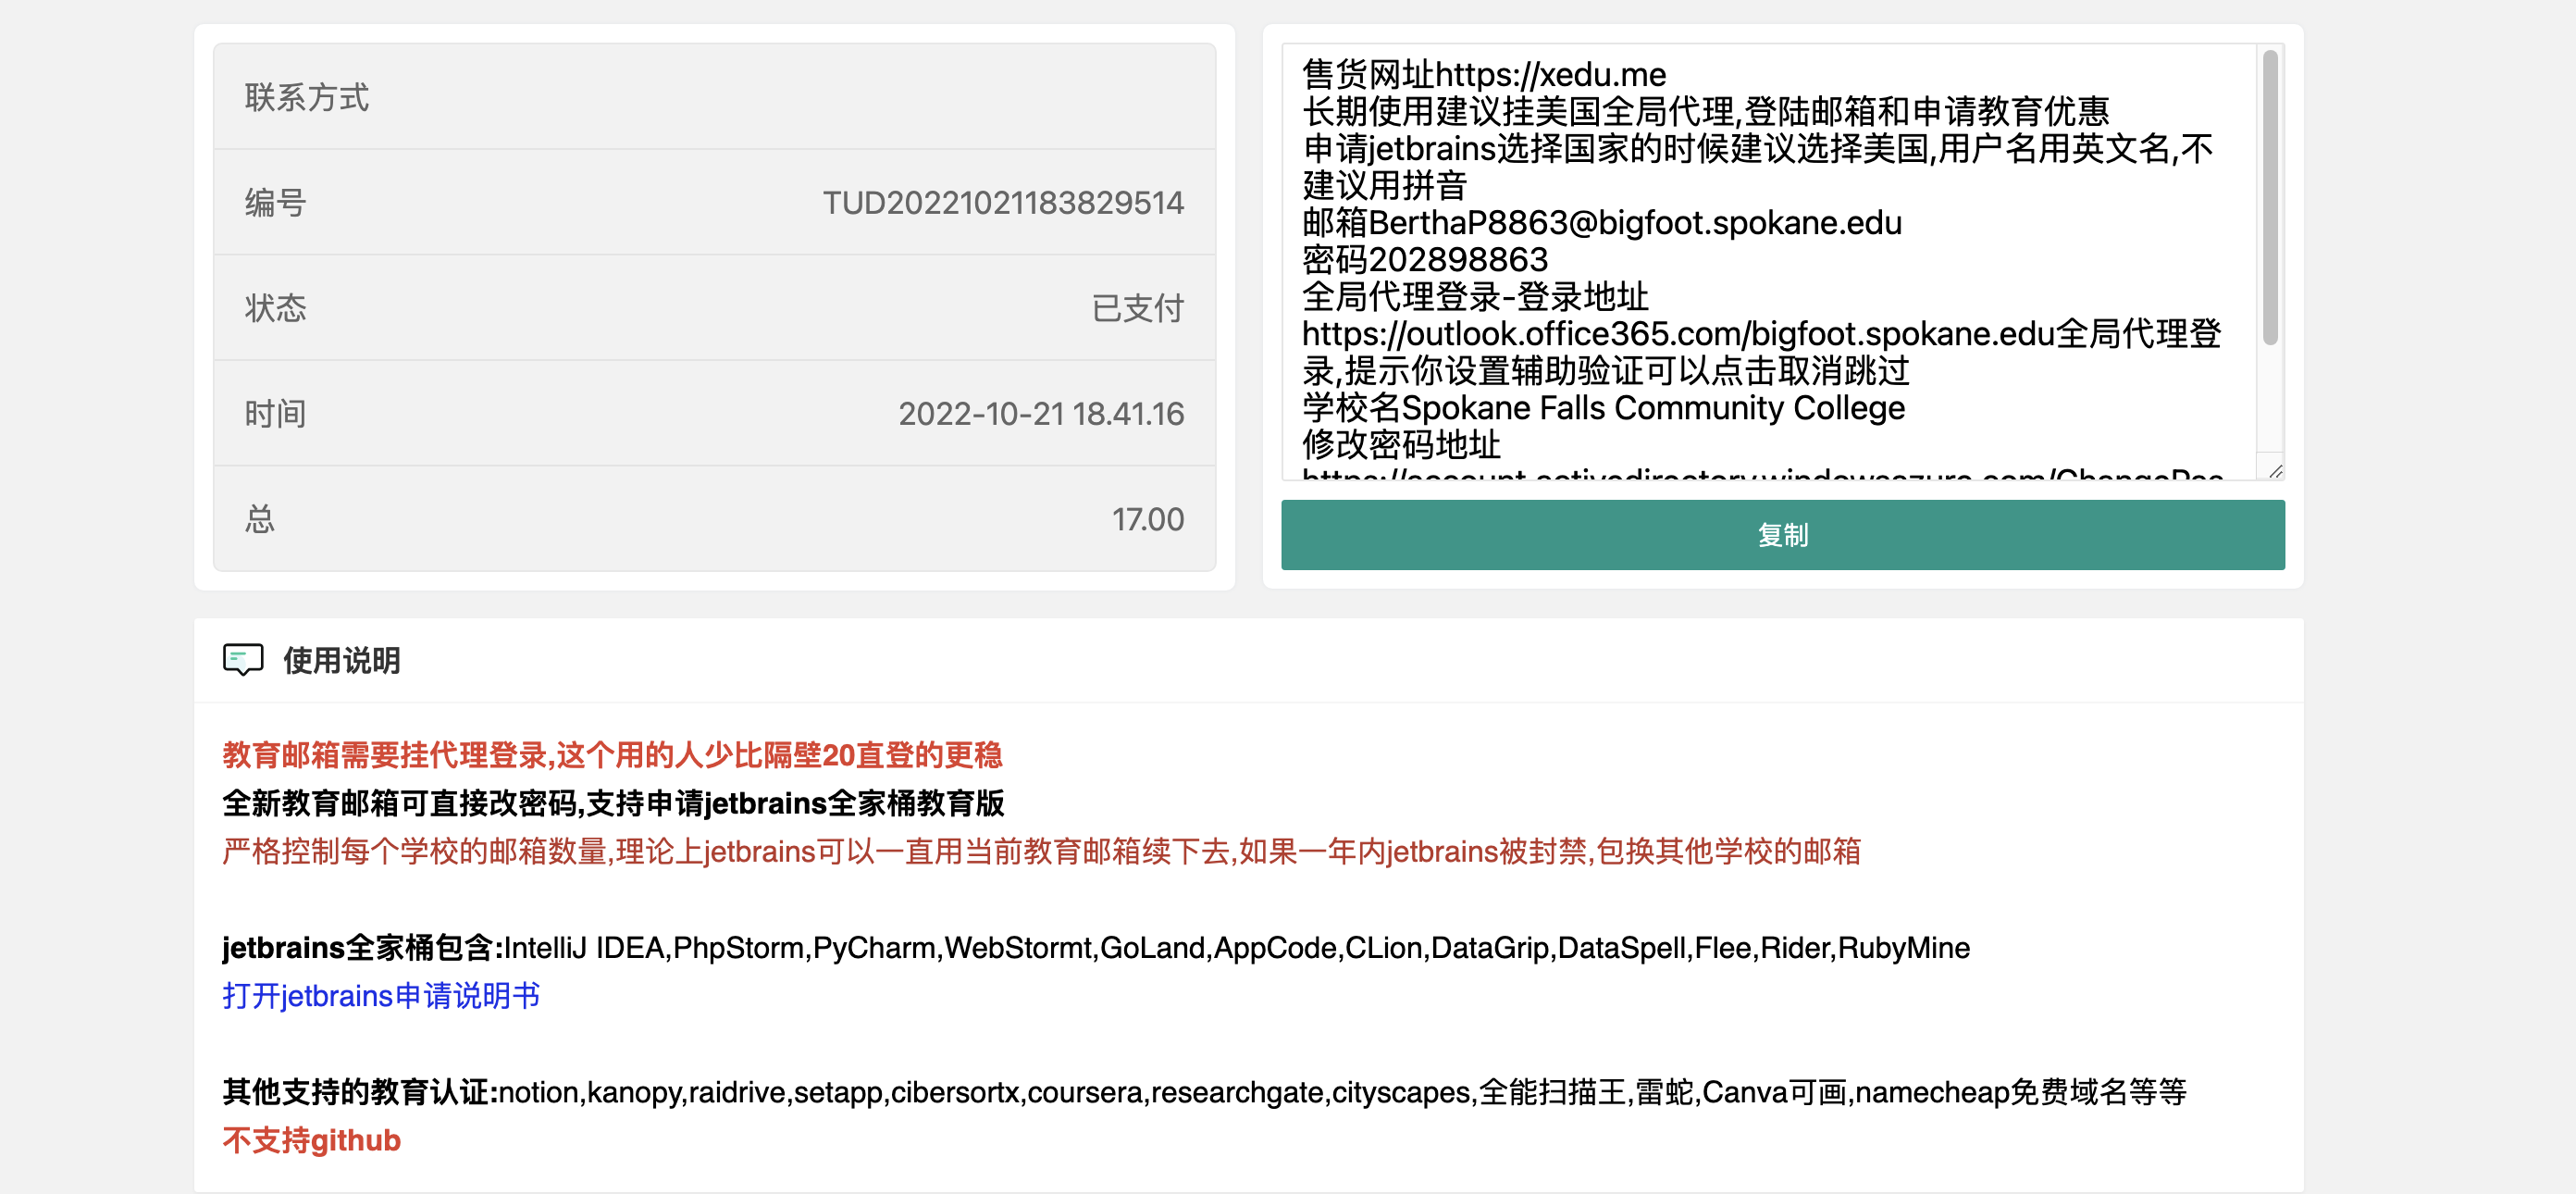 联系方式
编号 TUD20221021183829514
状态 已支付
时间 2022-10-21 18.41.16
总 17.00
售货网址https://xedu.me
长期使用建议挂美国全局代理,登陆邮箱和申请教育优惠
申请jetbrains选择国家的时候建议选择美国,用户名用英文名,不
建议用拼音
邮箱BerthaP8863@bigfoot.spokane.edu
密码202898863
全局代理登录-登录地址
https://outlook.office365.com/bigfoot.spokane.edu全局代理登
录,提示你设置辅助验证可以点击取消跳过
学校名Spokane Falls Community College
修改密码地址
复制
使用说明
教育邮箱需要挂代理登录,这个用的人少比隔壁20直登的更稳
全新教育邮箱可直接改密码,支持申请jetbrains全家桶教育版
严格控制每个学校的邮箱数量,理论上jetbrains可以一直用当前教育邮箱续下去,如果一年内jetbrains被封禁,包换其他学校的邮箱
jetbrains全家桶包含:IntelliJ IDEA,PhpStorm,PyCharm,WebStormt,GoLand,AppCode,CLion,DataGrip,DataSpell,Flee,Rider,RubyMine
打开jetbrains申请说明书
其他支持的教育认证:notion,kanopy,raidrive,setapp,cibersortx,coursera,researchgate,cityscapes,全能扫描王,雷蛇,Canva可画,namecheap免费域名等等
不支持github